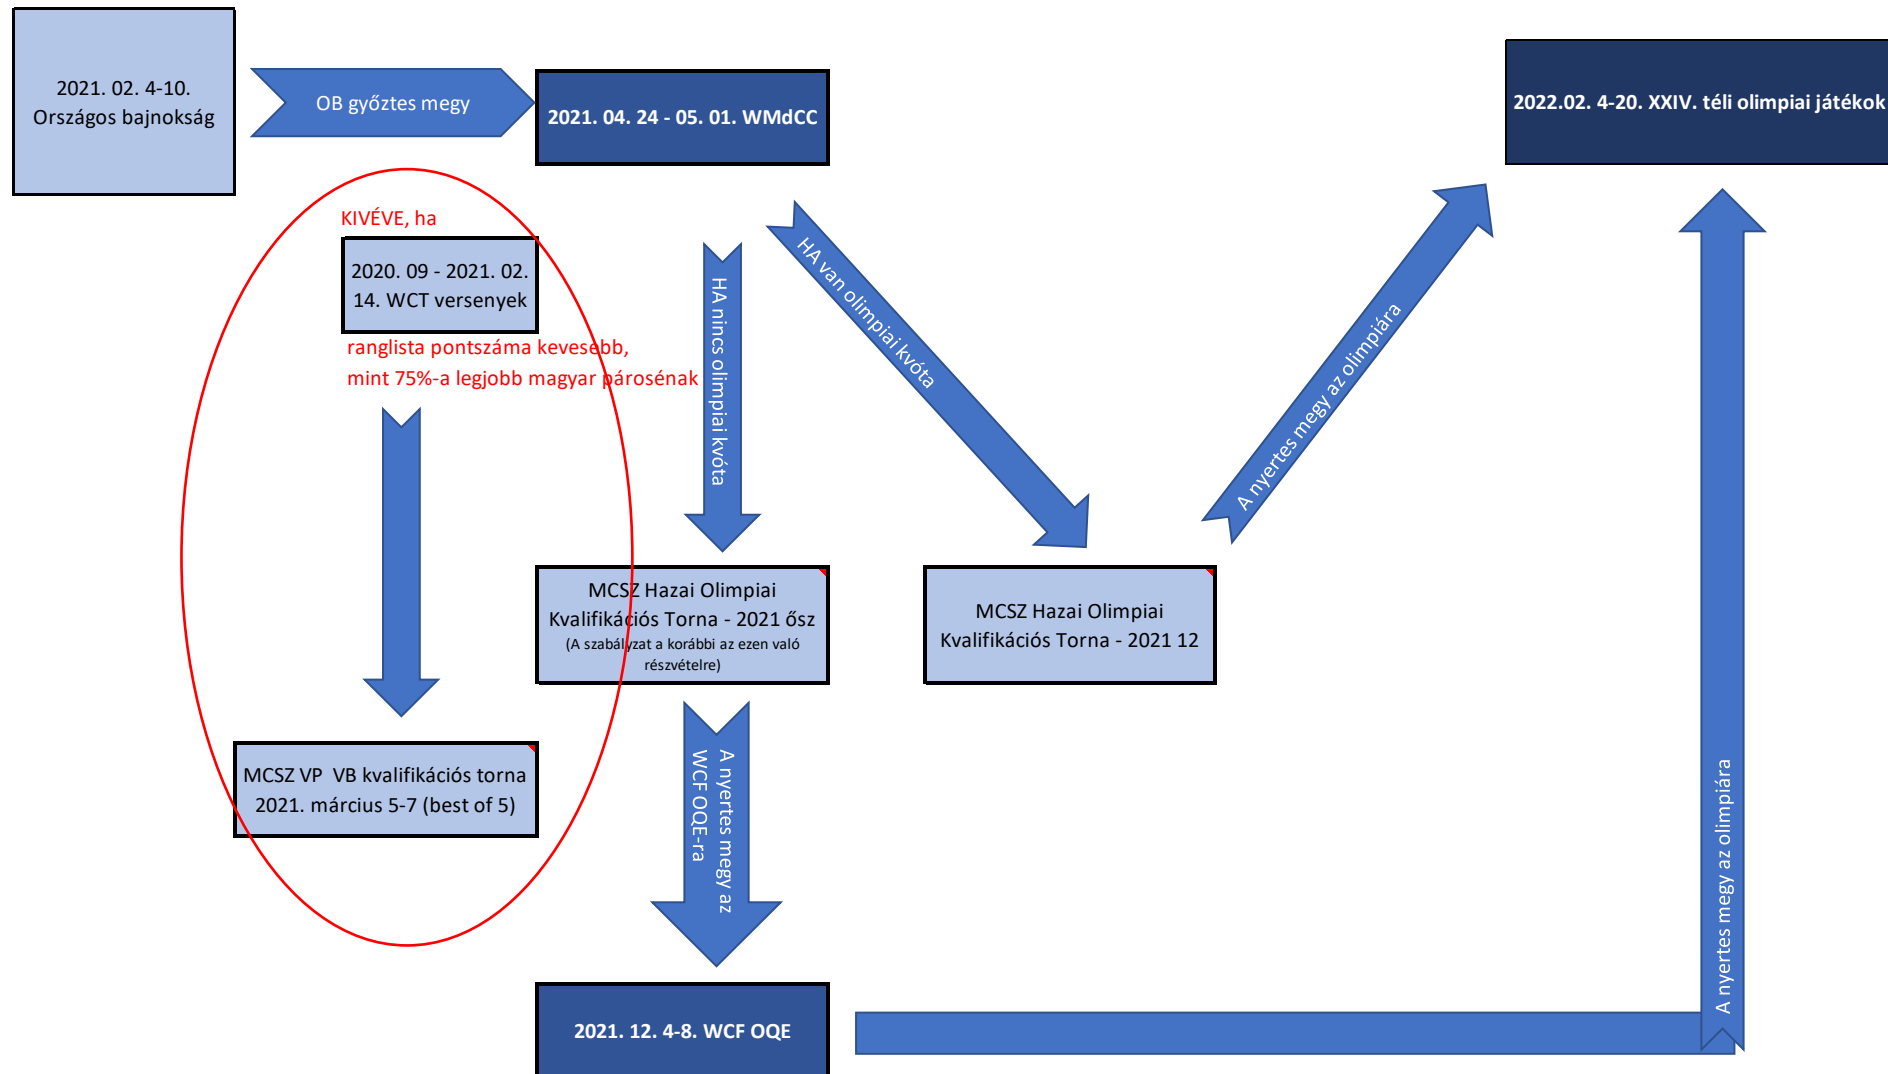 2021. 02. 4-10.
Országos bajnokság
OB győztes megy
2021. 04. 24 - 05. 01. WMdCC
2022.02. 4-20. XXIV. téli olimpiai játékok
KIVÉVE, ha
2020. 09 - 2021. 02.
14. WCT versenyek
ranglista pontszáma kevesebb,
mint 75%-a legjobb magyar párosénak
HA nincs olimpiai kvóta
HA van olimpiai kvóta
A nyertes megy az olimpiára
MCSZ Hazai Olimpiai
Kvalifikációs Torna - 2021 ősz
(A szabályzat a korábbi az ezen való
részvételre)
MCSZ Hazai Olimpiai
Kvalifikációs Torna - 2021 12
MCSZ VP  VB kvalifikációs torna
2021. március 5-7 (best of 5)
A nyertes megy az
WCF OQE-ra
A nyertes megy az olimpiára
2021. 12. 4-8. WCF OQE